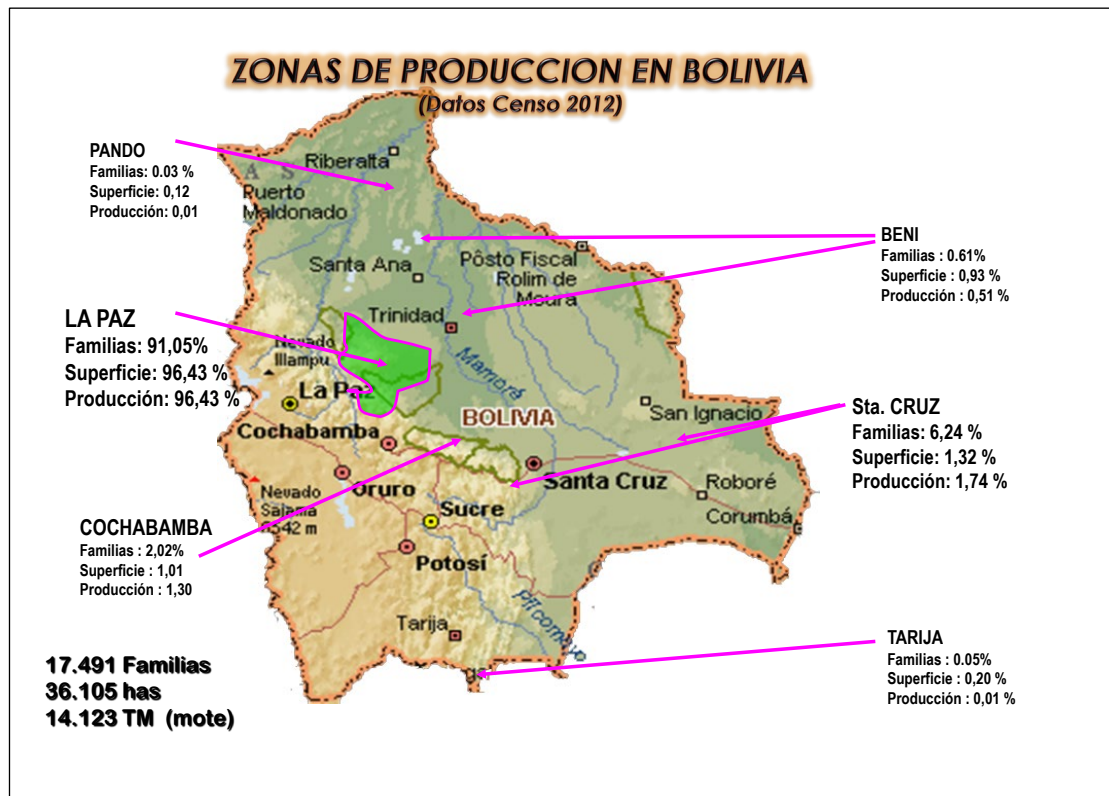 ZONAS DE PRODUCCION EN BOLIVIA
(Datos Censo 2012)
PANDO
Familias: 0.03 %
Superficie: 0,12
Producción: 0,01
BENI
Familias : 0.61%
Superficie : 0,93 %
Producción : 0,51 %
LA PAZ
Familias: 91,05%
Superficie: 96,43 %
Producción: 96,43 %
Sta. CRUZ
Familias: 6,24 %
Superficie: 1,32 %
Producción: 1,74 %
COCHABAMBA
Familias : 2,02%
Superficie : 1,01
Producción : 1,30
TARIJA
Familias : 0.05%
Superficie : 0,20 %
Producción : 0,01 %
17.491 Familias
36.105 has
14.123 TM (mote)
Riberalta
A S
Puerto
Maldonado
Santa Ana
Pôsto Fiscal
Rolim de
Moura
Trinidad
Nevado
Illampu
Mamoré
La Paz
BOLIVIA
San Ignacio
Cochabamba
Santa Cruz
Oruro
Roboré
Nevado
Sajama
6542 m
Sucre
Corumbá
Potosí
Pilcomayo
Tarija